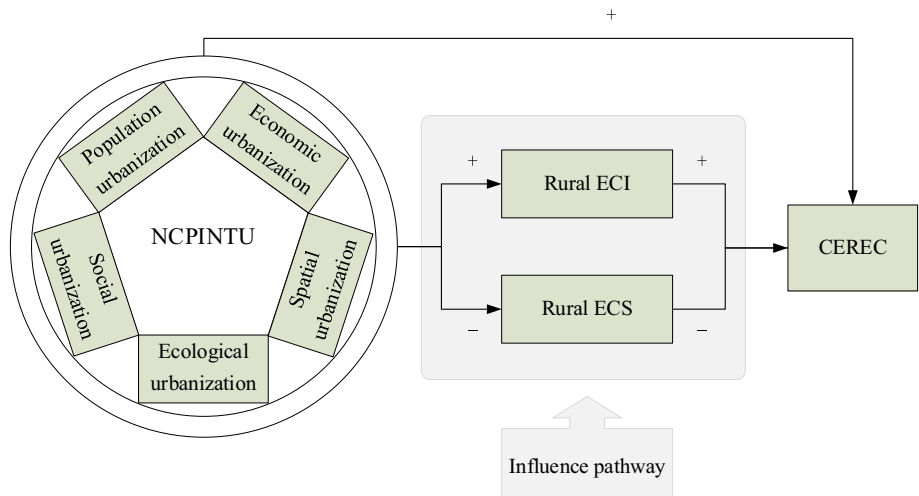 +
Population
urbanization
Economic
urbanization
Social
urbanization
NCPINTU
Spatial
urbanization
Ecological
urbanization
+
Rural ECI
+
−
Rural ECS
−
CEREC
Influence pathway